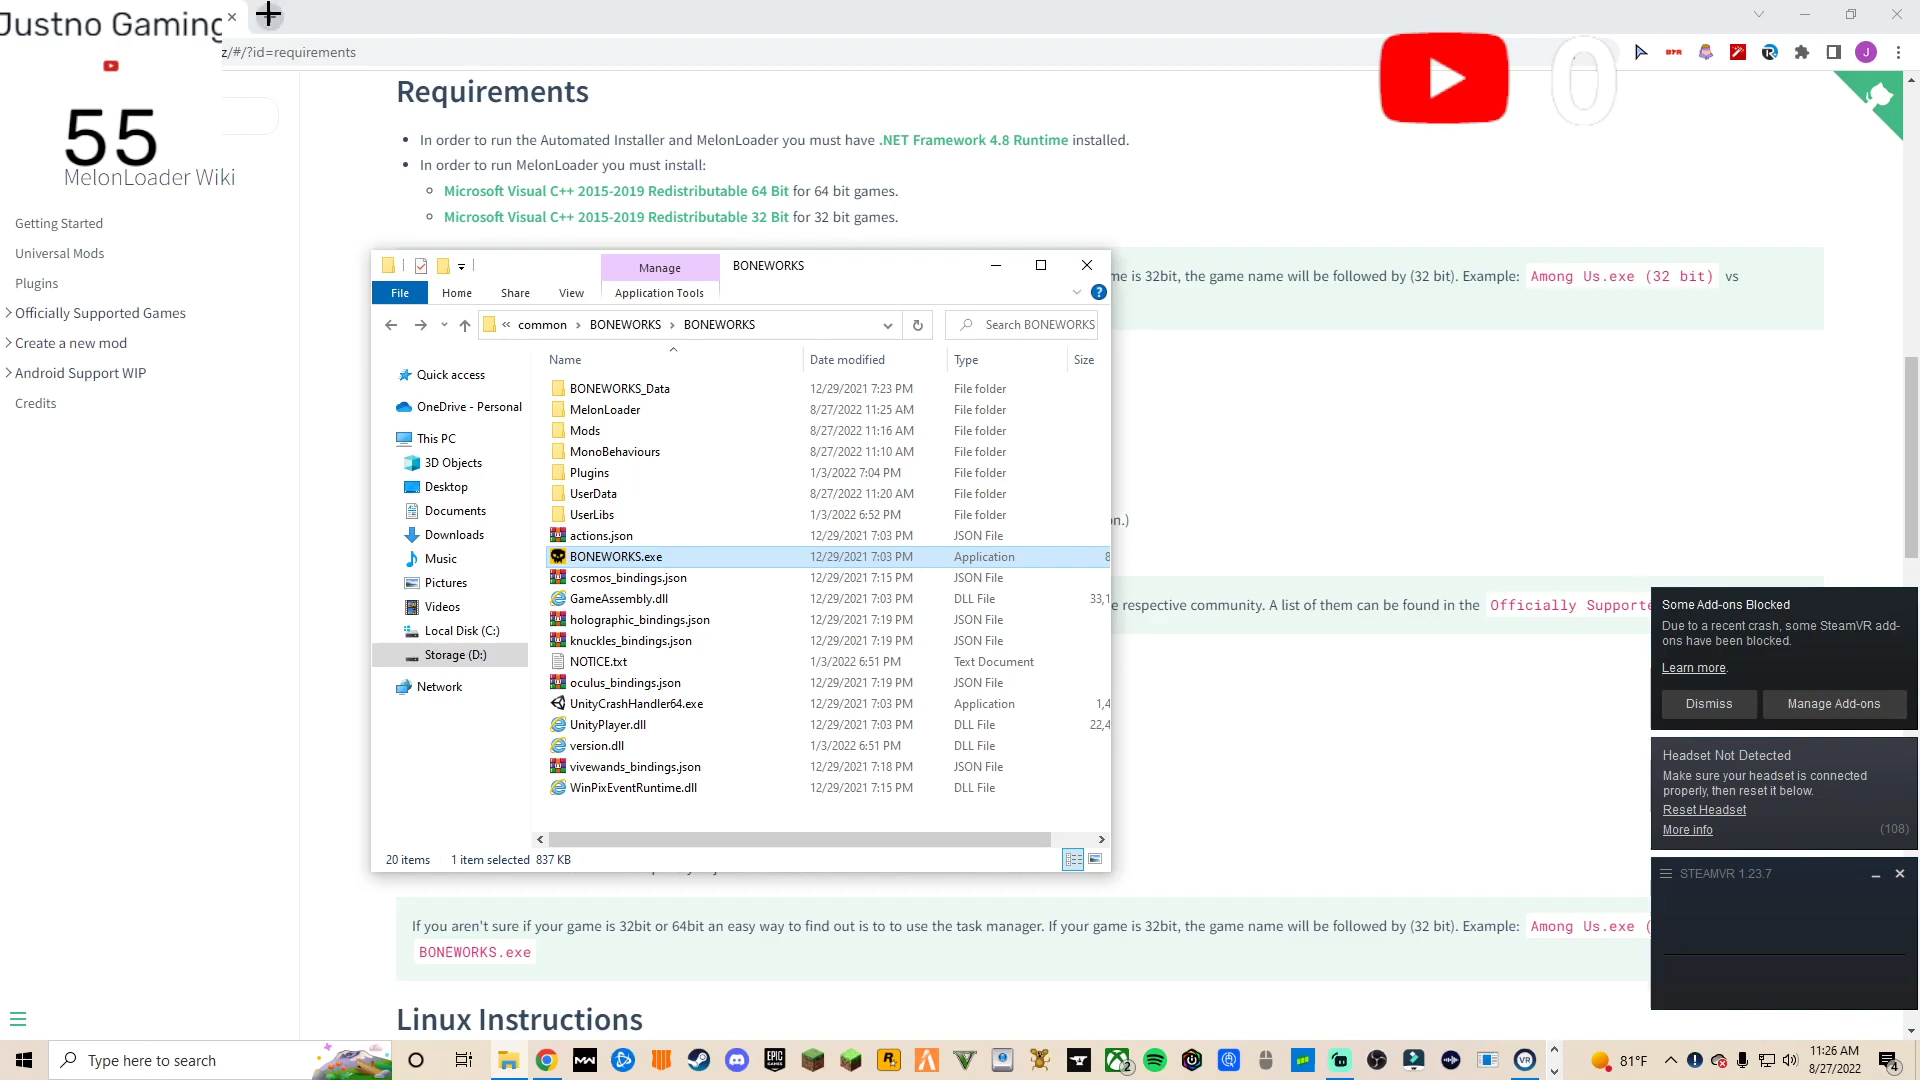 Justno Gaming
z/#/?id=requirements
55
0
J
MelonLoader Wiki
Getting Started
Universal Mods
Plugins
Officially Supported Games
Create a new mod
Android Support WIP
Credits
Requirements
In order to run the Automated Installer and MelonLoader you must have .NET Framework 4.8 Runtime installed.
In order to run MelonLoader you must install:
Microsoft Visual C++ 2015-2019 Redistributable 64 Bit for 64 bit games.
Microsoft Visual C++ 2015-2019 Redistributable 32 Bit for 32 bit games.
me is 32bit, the game name will be followed by (32 bit). Example: Among Us.exe (32 bit) vs
on.)
e respective community. A list of them can be found in the Officially Supporte
Manage
BONEWORKS
File
Home
Share
View
Application Tools
« common > BONEWORKS > BONEWORKS
Search BONEWORKS
Quick access
OneDrive - Personal
This PC
3D Objects
Desktop
Documents
Downloads
Music
Pictures
Videos
Local Disk (C:)
Storage (D:)
Network
Name Date modified Type Size
BONEWORKS_Data 12/29/2021 7:23 PM File folder
MelonLoader 8/27/2022 11:25 AM File folder
Mods 8/27/2022 11:16 AM File folder
MonoBehaviours 8/27/2022 11:10 AM File folder
Plugins 1/3/2022 7:04 PM File folder
UserData 8/27/2022 11:20 AM File folder
UserLibs 1/3/2022 6:52 PM File folder
actions.json 12/29/2021 7:03 PM JSON File
BONEWORKS.exe 12/29/2021 7:03 PM Application 8
cosmos_bindings.json 12/29/2021 7:15 PM JSON File
GameAssembly.dll 12/29/2021 7:03 PM DLL File 33,1
holographic_bindings.json 12/29/2021 7:19 PM JSON File
knuckles_bindings.json 12/29/2021 7:19 PM JSON File
NOTICE.txt 1/3/2022 6:51 PM Text Document
oculus_bindings.json 12/29/2021 7:19 PM JSON File
UnityCrashHandler64.exe 12/29/2021 7:03 PM Application 1,4
UnityPlayer.dll 12/29/2021 7:03 PM DLL File 22,4
version.dll 1/3/2022 6:51 PM DLL File
vivewands_bindings.json 12/29/2021 7:18 PM JSON File
WinPixEventRuntime.dll 12/29/2021 7:15 PM DLL File
20 items 1 item selected 837 KB
If you aren't sure if your game is 32bit or 64bit an easy way to find out is to to use the task manager. If your game is 32bit, the game name will be followed by (32 bit). Example: Among Us.exe (
BONEWORKS.exe
Linux Instructions
Some Add-ons Blocked
Due to a recent crash, some SteamVR add-
ons have been blocked.
Learn more.
Dismiss
Manage Add-ons
Headset Not Detected
Make sure your headset is connected
properly, then reset it below.
Reset Headset
More info
(108)
STEAMVR 1.23.7
Type here to search
EPIC
GAMES
2
VR
81°F
11:26 AM
8/27/2022
4